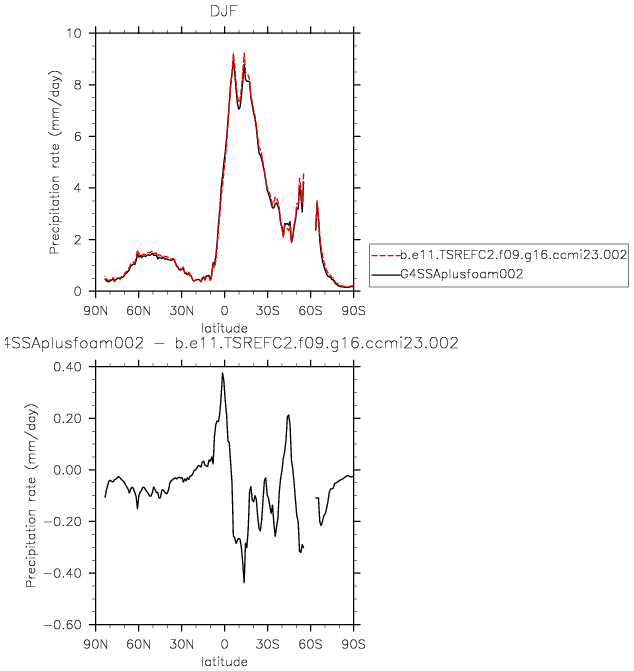 DJF
10
8
6
4
2
0
Precipitation rate (mm/day)
90N 60N 30N 0 30S 60S 90S
latitude
b.e11.TSREFC2.f09.g16.ccmi23.002
G4SSAplusfoam002
4SSAplusfoam002 − b.e11.TSREFC2.f09.g16.ccmi23.002
0.40
0.20
0.00
−0.20
−0.40
−0.60
Precipitation rate (mm/day)
90N 60N 30N 0 30S 60S 90S
latitude